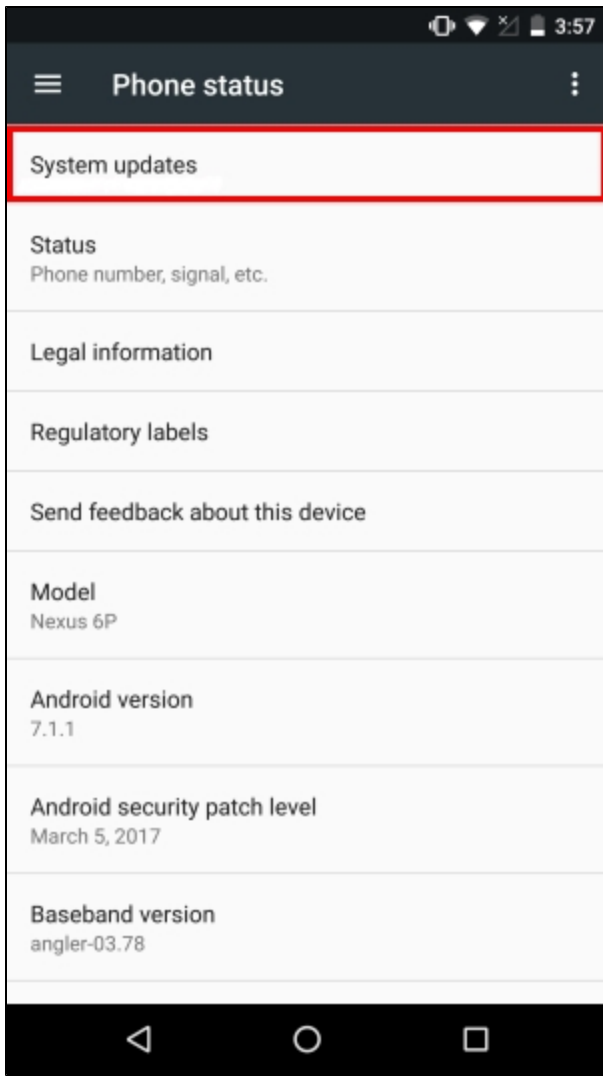 3:57
Phone status
System updates
Status
Phone number, signal, etc.
Legal information
Regulatory labels
Send feedback about this device
Model
Nexus 6P
Android version
7.1.1
Android security patch level
March 5, 2017
Baseband version
angler-03.78